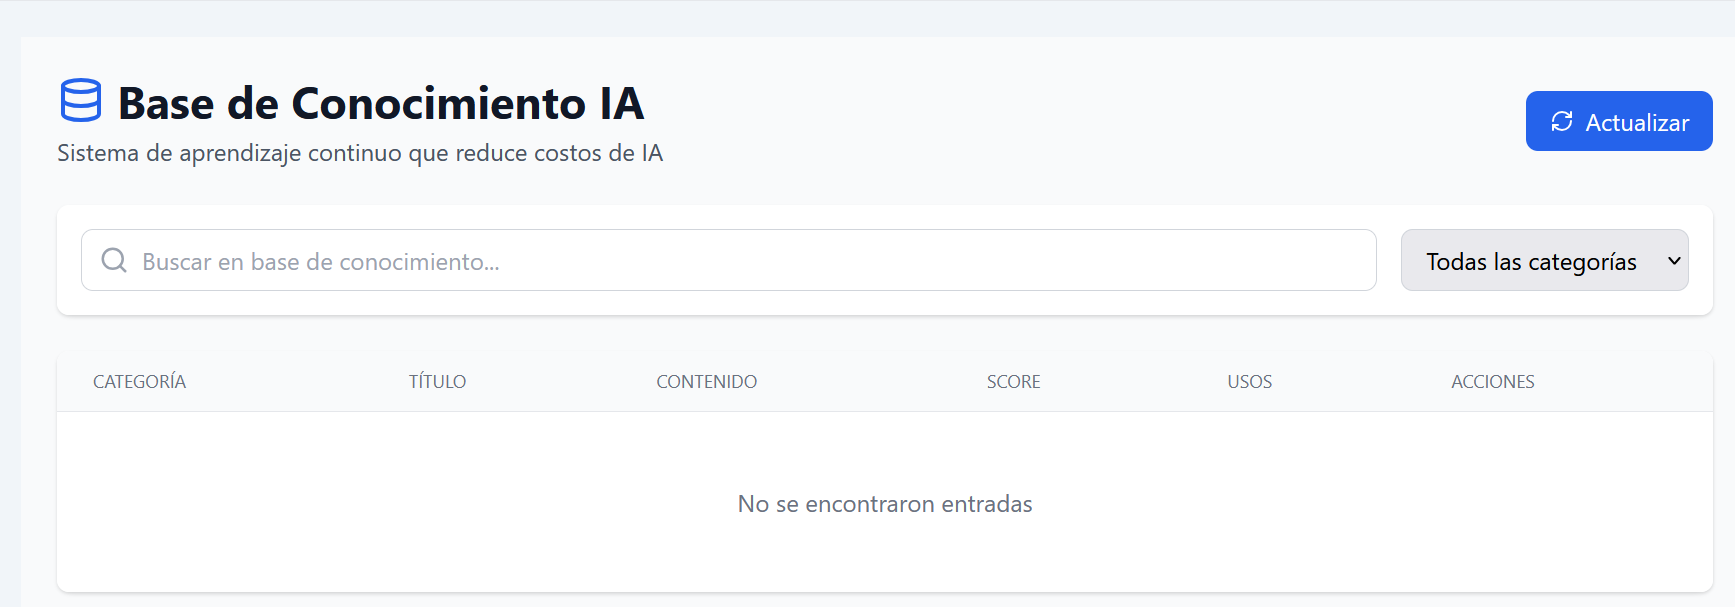 Base de Conocimiento IA
Sistema de aprendizaje continuo que reduce costos de IA
Actualizar
Buscar en base de conocimiento...
Todas las categorías
CATEGORÍA TÍTULO CONTENIDO SCORE USOS ACCIONES
No se encontraron entradas